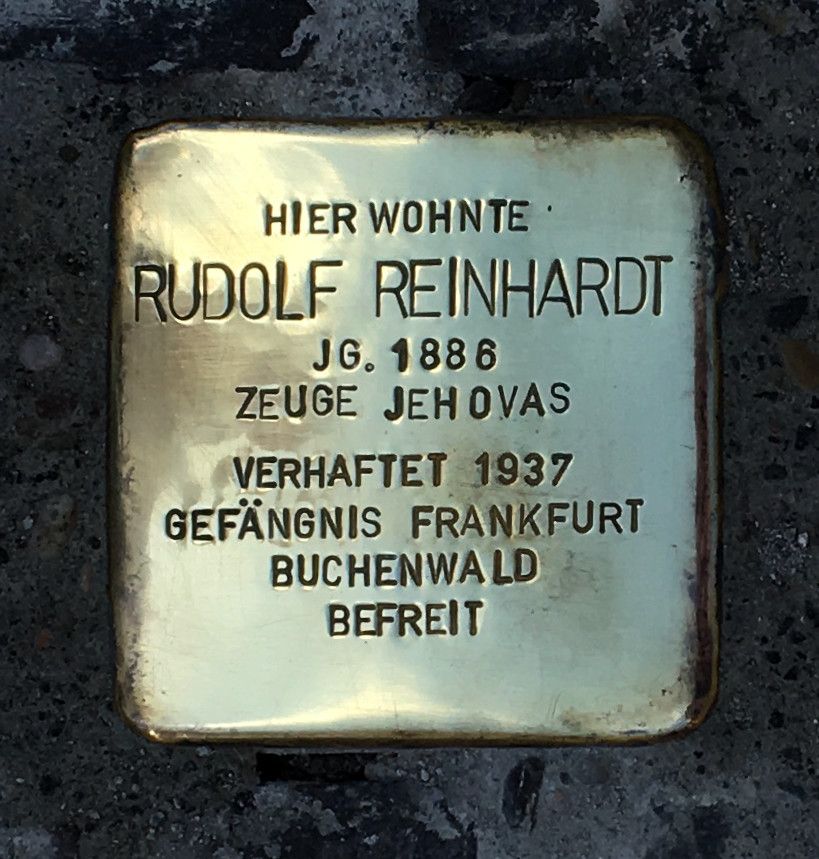 HIER WOHNTE
RUDOLF REINHARDT
JG. 1886
ZEUGE JEHOVAS
VERHAFTET 1937
GEFÄNGNIS FRANKFURT
BUCHENWALD
BEFREIT